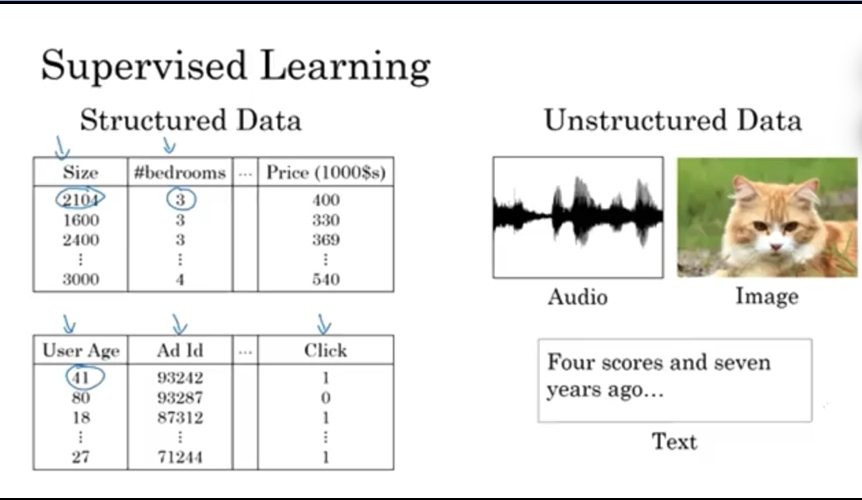 Supervised Learning
Structured Data
Size #bedrooms ... Price (1000$s)
2104 3 400
1600 3 330
2400 3 369
⋮ ⋮ ⋮
3000 4 540
User Age Ad Id ... Click
41 93242 1
80 93287 0
18 87312 1
⋮ ⋮ ⋮
27 71244 1
Unstructured Data
Audio Image
Four scores and seven
years ago...
Text